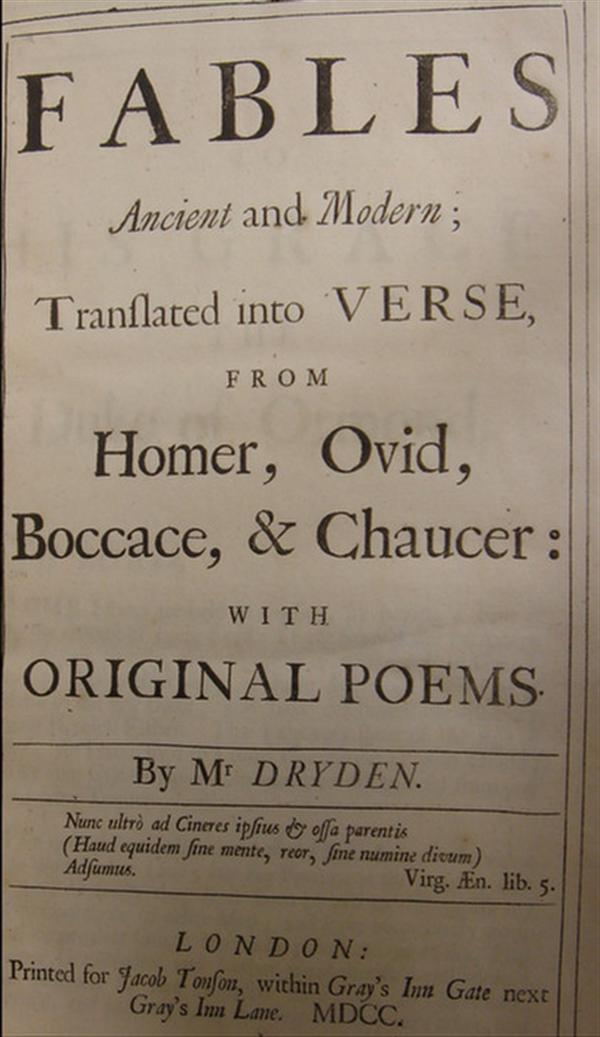 FABLES
Ancient and Modern;
Tranſlated into VERSE,
FROM
Homer, Ovid,
Boccace, & Chaucer:
WITH
ORIGINAL POEMS.
By Mr DRYDEN.
Nunc ultrò ad Cineres ipſius & oſſa parentis
(Haud equidem ſine mente, reor, ſine numine divum)
Adſumus.
Virg. Æn. lib. 5.
LONDON:
Printed for Jacob Tonſon, within Gray's Inn Gate next
Gray's Inn Lane. MDCC.